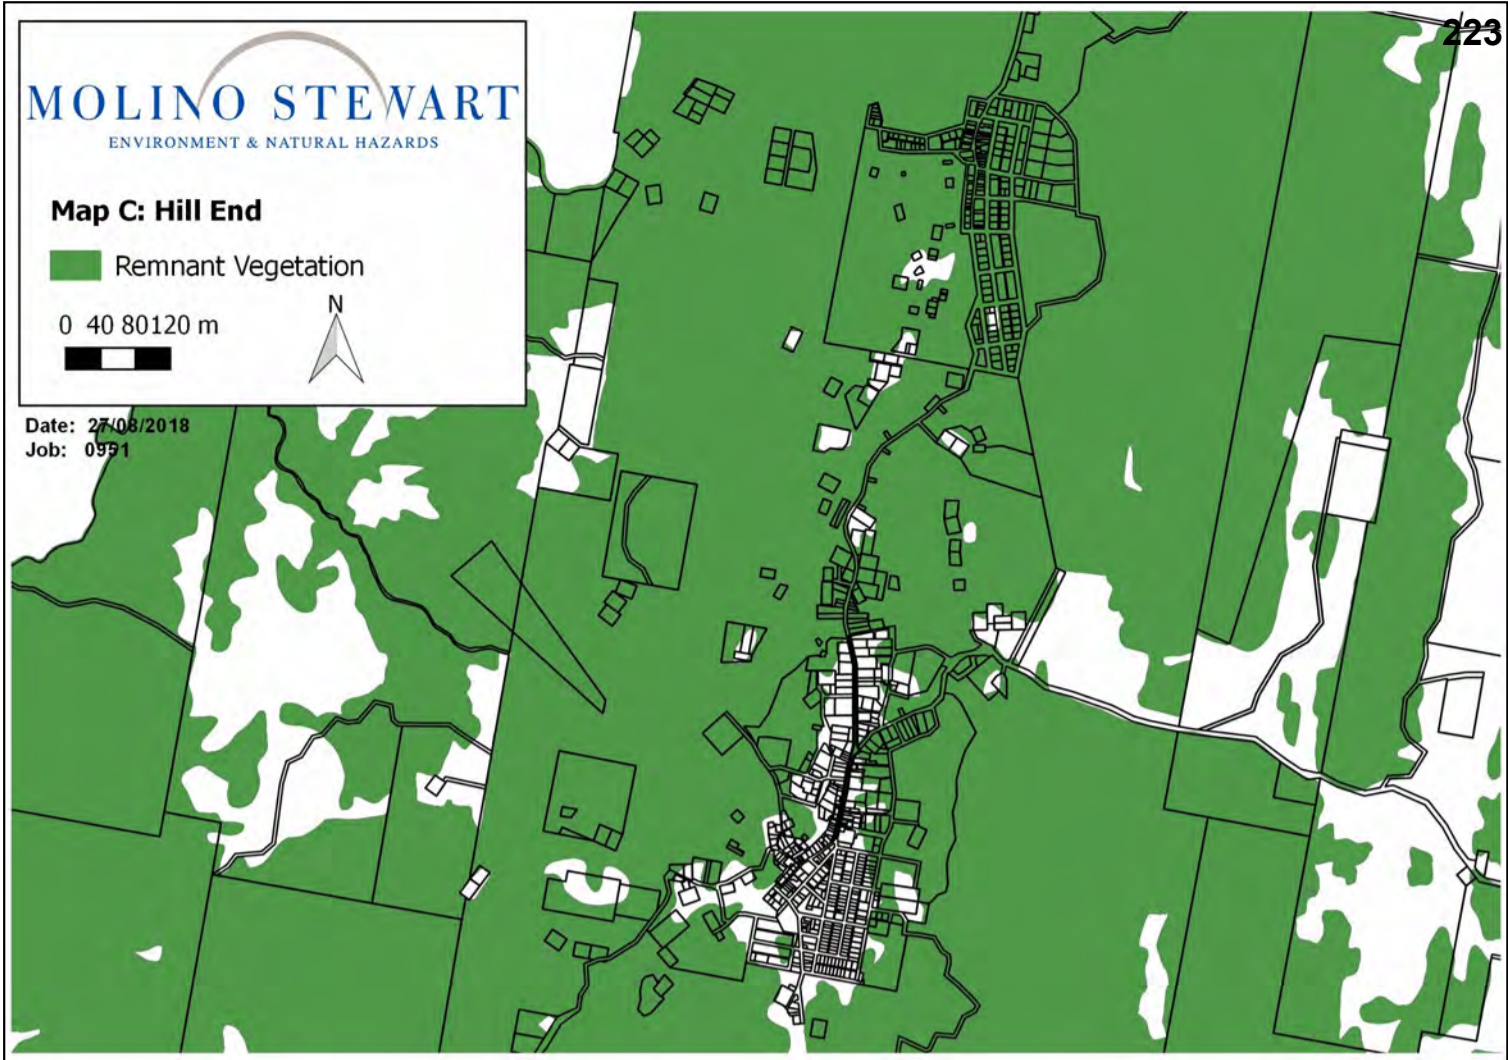 223
MOLINO STEWART
ENVIRONMENT & NATURAL HAZARDS
Map C: Hill End
Remnant Vegetation
N
0 40 80120 m
Date: 27/08/2018
Job: 0951